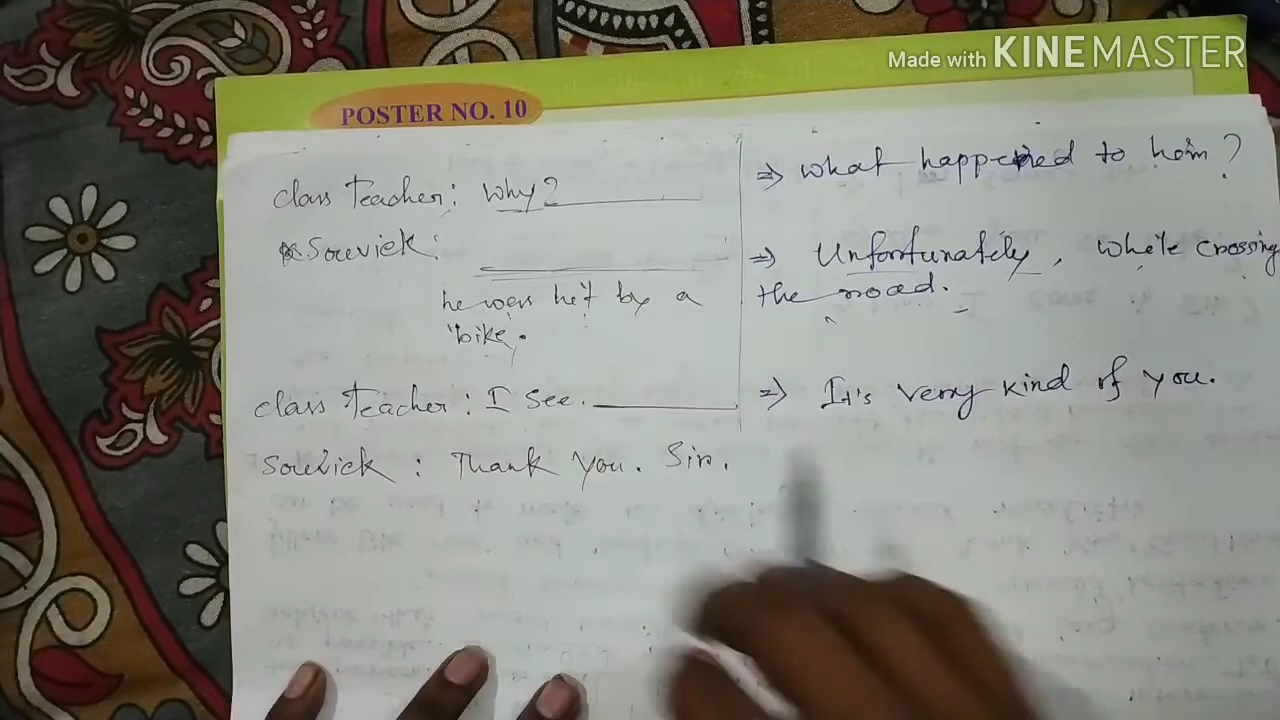 Made with KINEMASTER
POSTER NO. 10
Class Teacher: Why? ⇒ What happened to him?
Souvick: ⇒ Unfortunately, while crossing
he was hit by a the road.
bike.
Class Teacher: I see. ⇒ It's very kind of you.
Souvick: Thank you. Sir.